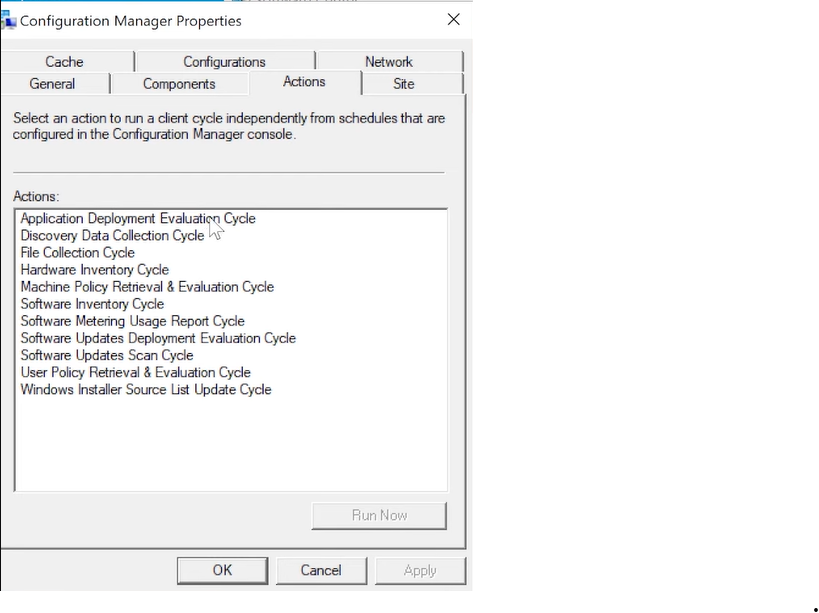 Configuration Manager Properties
Cache Configurations Network
General Components Actions Site
Select an action to run a client cycle independently from schedules that are
configured in the Configuration Manager console.
Actions:
Application Deployment Evaluation Cycle
Discovery Data Collection Cycle
File Collection Cycle
Hardware Inventory Cycle
Machine Policy Retrieval & Evaluation Cycle
Software Inventory Cycle
Software Metering Usage Report Cycle
Software Updates Deployment Evaluation Cycle
Software Updates Scan Cycle
User Policy Retrieval & Evaluation Cycle
Windows Installer Source List Update Cycle
Run Now
OK Cancel Apply